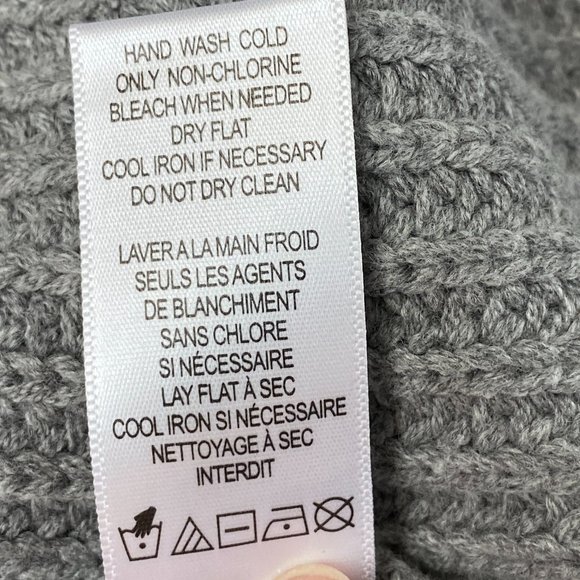 HAND WASH COLD
ONLY NON-CHLORINE
BLEACH WHEN NEEDED
DRY FLAT
COOL IRON IF NECESSARY
DO NOT DRY CLEAN
LAVER A LA MAIN FROID
SEULS LES AGENTS
DE BLANCHIMENT
SANS CHLORE
SI NÉCESSAIRE
LAY FLAT À SEC
COOL IRON SI NÉCESSAIRE
NETTOYAGE À SEC
INTERDIT